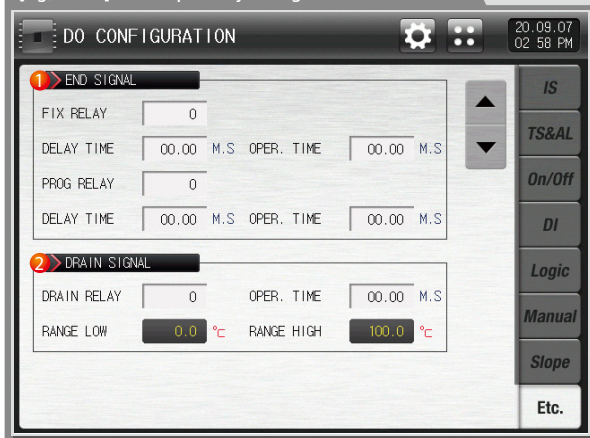 DO CONFIGURATION
20.09.07
02 58 PM
1 END SIGNAL
FIX RELAY 0
DELAY TIME 00.00 M.S OPER. TIME 00.00 M.S
PROG RELAY 0
DELAY TIME 00.00 M.S OPER. TIME 00.00 M.S
2 DRAIN SIGNAL
DRAIN RELAY 0 OPER. TIME 00.00 M.S
RANGE LOW 0.0 ℃ RANGE HIGH 100.0 ℃
IS
TS&AL
On/Off
DI
Logic
Manual
Slope
Etc.